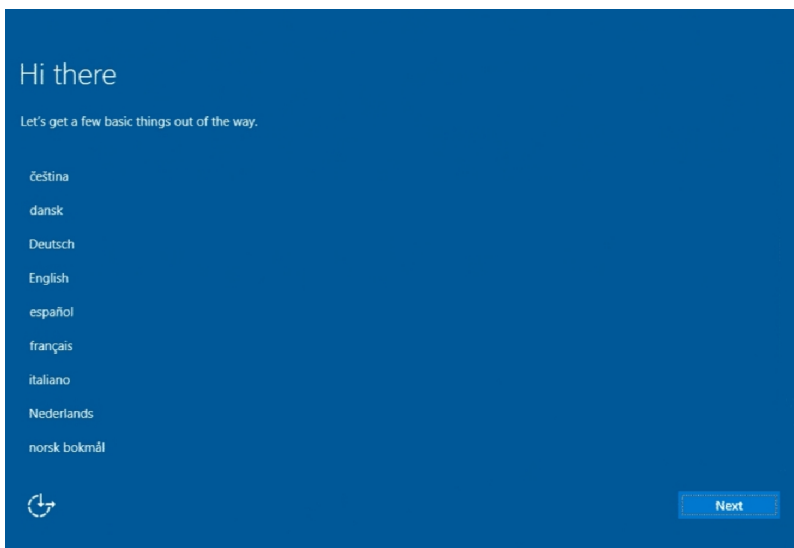 Hi there
Let's get a few basic things out of the way.
čeština
dansk
Deutsch
English
español
français
italiano
Nederlands
norsk bokmål
Next